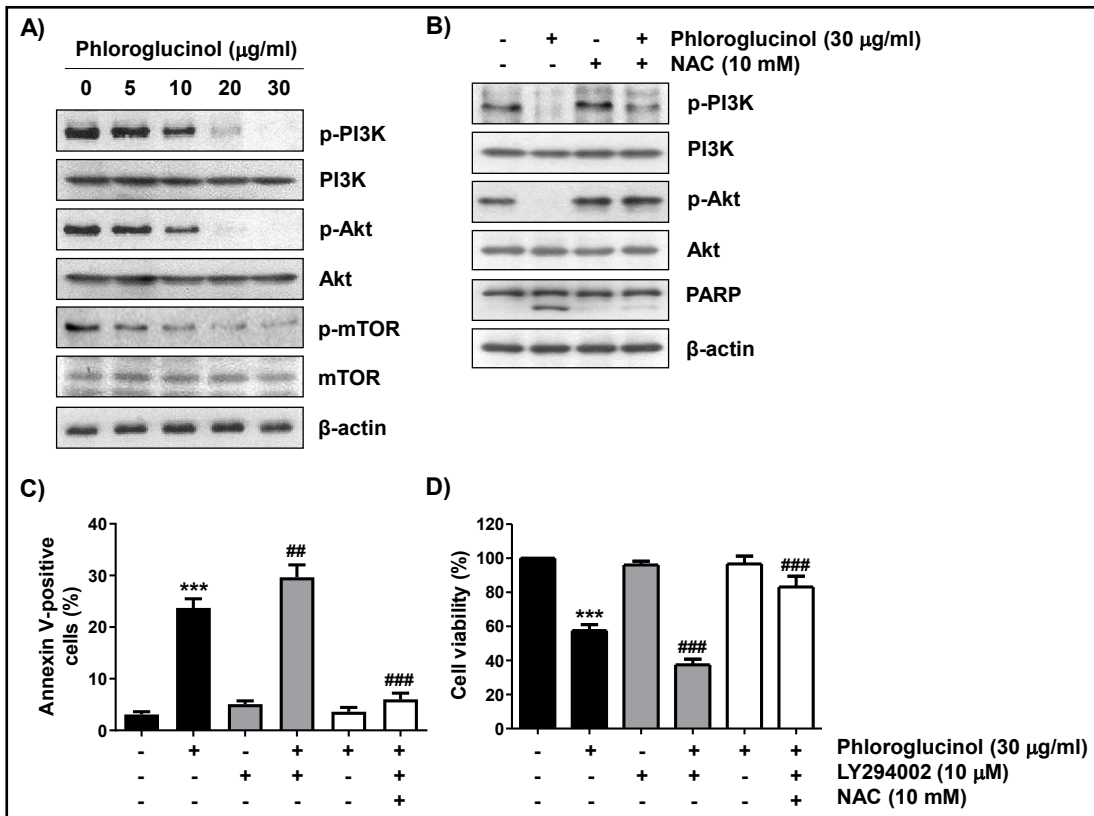 A)
Phloroglucinol (μg/ml)
0 5 10 20 30
p-PI3K
PI3K
p-Akt
Akt
p-mTOR
mTOR
β-actin
B)
- + - + Phloroglucinol (30 μg/ml)
- - + + NAC (10 mM)
p-PI3K
PI3K
p-Akt
Akt
PARP
β-actin
C)
Annexin V-positive
cells (%)
40
30
20
10
0
***
##
###
- + - + + +
- - + + - +
- - - - - +
D)
Cell viability (%)
120
100
80
60
40
20
0
***
###
###
- + - + + + Phloroglucinol (30 μg/ml)
- - + + - + LY294002 (10 μM)
- - - - - + NAC (10 mM)